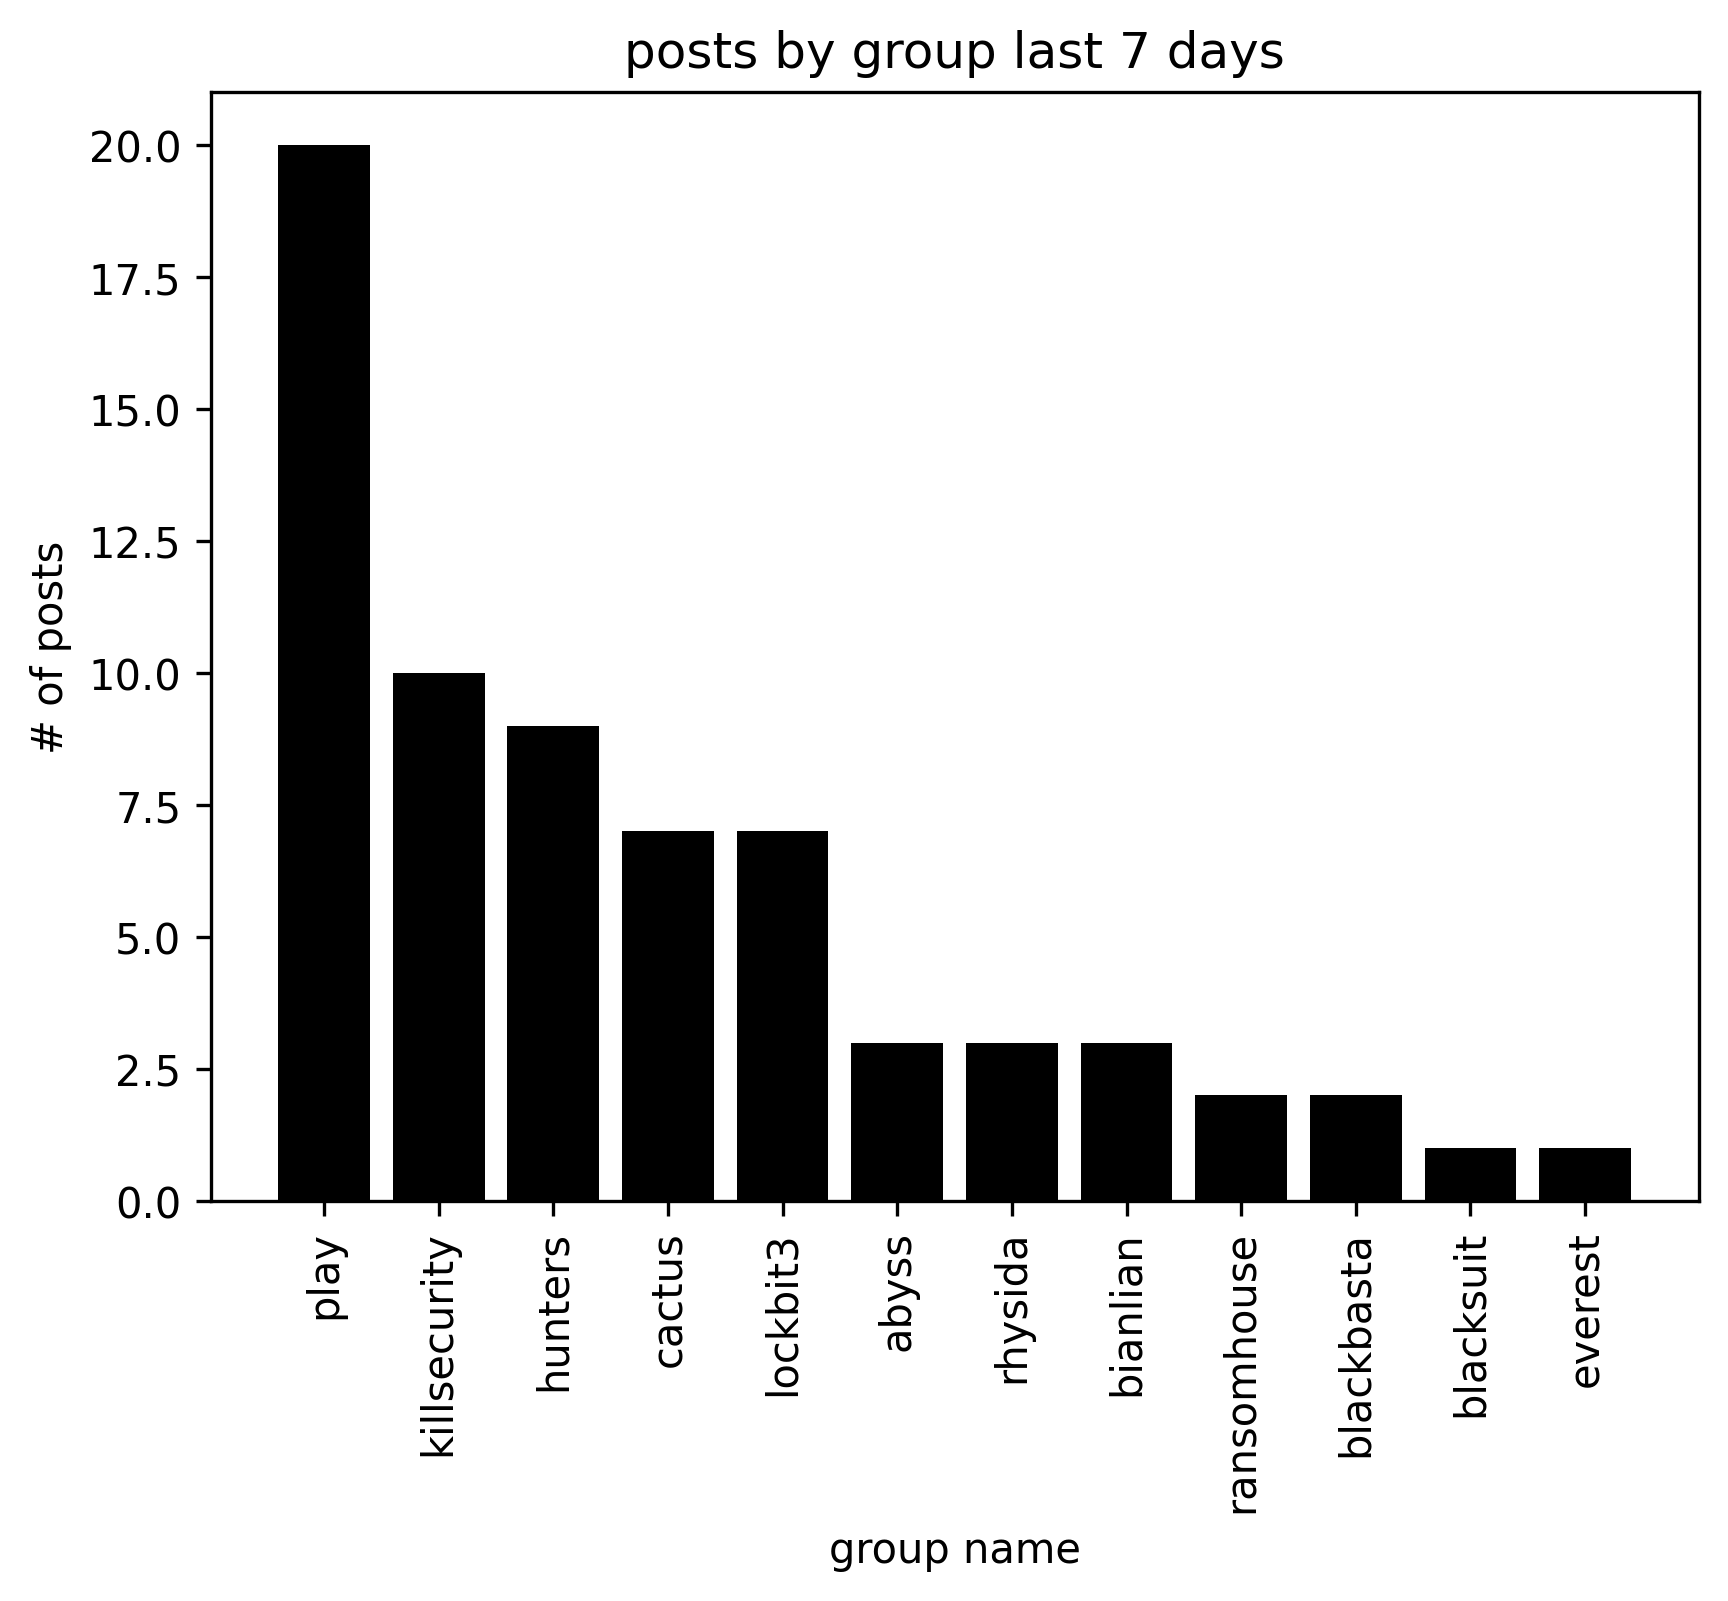 posts by group last 7 days
# of posts
20.0
17.5
15.0
12.5
10.0
7.5
5.0
2.5
0.0
play
killsecurity
hunters
cactus
lockbit3
abyss
rhysida
bianlian
ransomhouse
blackbasta
blacksuit
everest
group name